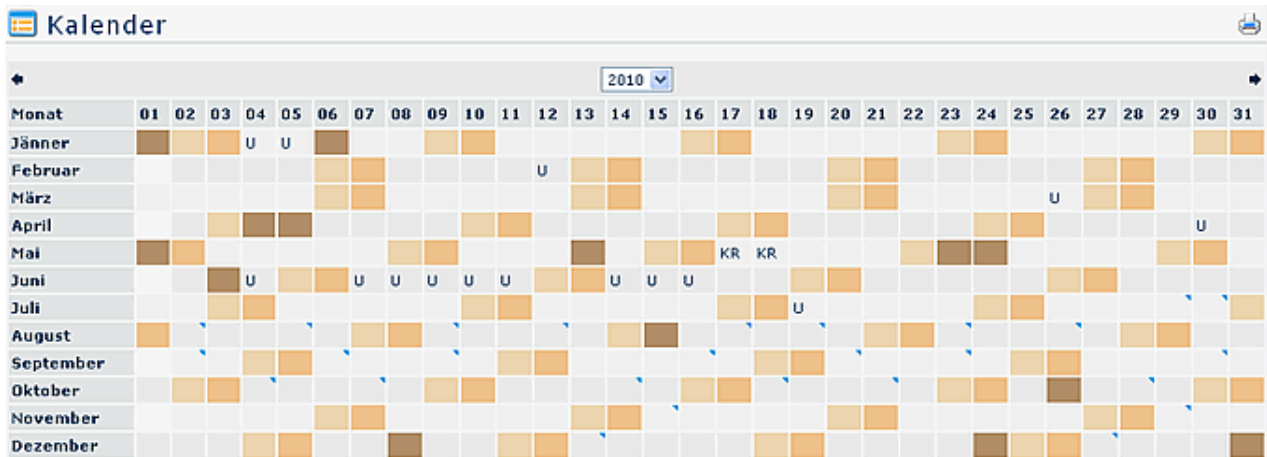 Kalender
2010
Monat 01 02 03 04 05 06 07 08 09 10 11 12 13 14 15 16 17 18 19 20 21 22 23 24 25 26 27 28 29 30 31
Jänner U U
Februar U
März U
April U
Mai KR KR
Juni U U U U U U U U U
Juli U
August
September
Oktober
November
Dezember